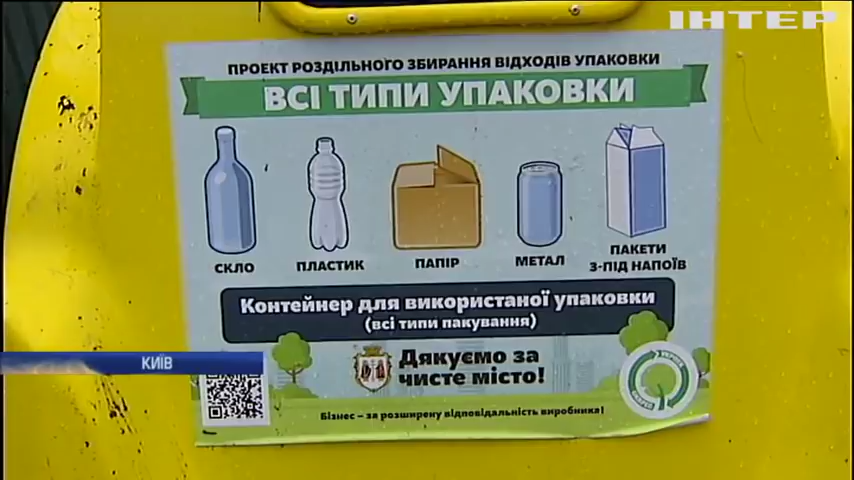 ІНТЕР
ПРОЕКТ РОЗДІЛЬНОГО ЗБИРАННЯ ВІДХОДІВ УПАКОВКИ
ВСІ ТИПИ УПАКОВКИ
СКЛО
ПЛАСТИК
ПАПІР
МЕТАЛ
ПАКЕТИ
З-ПІД НАПОЇВ
Контейнер для використаної упаковки
(всі типи пакування)
КИЇВ
Дякуємо за
чисте місто!
Бізнес – за розширену відповідальність виробника!